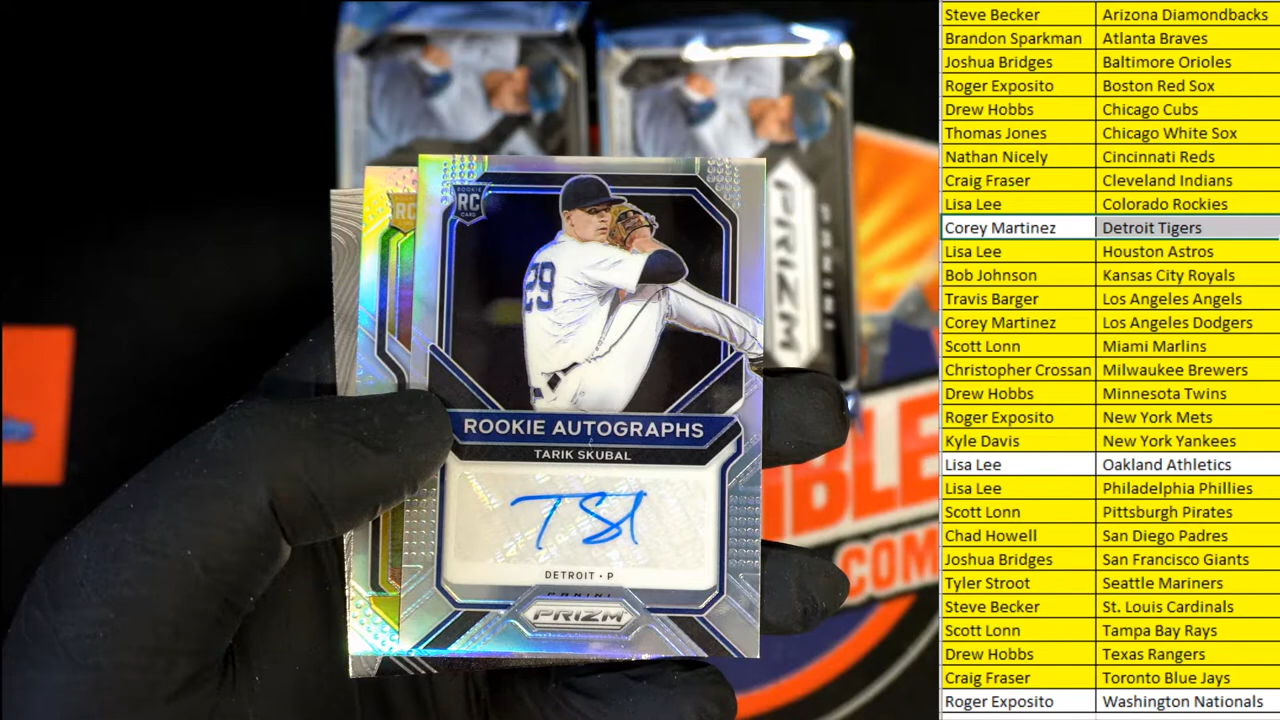 PRIZM
PANINI
ROOKIE
RC
CARD
RC
29
ROOKIE AUTOGRAPHS
TARIK SKUBAL
DETROIT • P
PANINI
PRIZM
IBLE
COM
Steve Becker Arizona Diamondbacks
Brandon Sparkman Atlanta Braves
Joshua Bridges Baltimore Orioles
Roger Exposito Boston Red Sox
Drew Hobbs Chicago Cubs
Thomas Jones Chicago White Sox
Nathan Nicely Cincinnati Reds
Craig Fraser Cleveland Indians
Lisa Lee Colorado Rockies
Corey Martinez Detroit Tigers
Lisa Lee Houston Astros
Bob Johnson Kansas City Royals
Travis Barger Los Angeles Angels
Corey Martinez Los Angeles Dodgers
Scott Lonn Miami Marlins
Christopher Crossan Milwaukee Brewers
Drew Hobbs Minnesota Twins
Roger Exposito New York Mets
Kyle Davis New York Yankees
Lisa Lee Oakland Athletics
Lisa Lee Philadelphia Phillies
Scott Lonn Pittsburgh Pirates
Chad Howell San Diego Padres
Joshua Bridges San Francisco Giants
Tyler Stroot Seattle Mariners
Steve Becker St. Louis Cardinals
Scott Lonn Tampa Bay Rays
Drew Hobbs Texas Rangers
Craig Fraser Toronto Blue Jays
Roger Exposito Washington Nationals